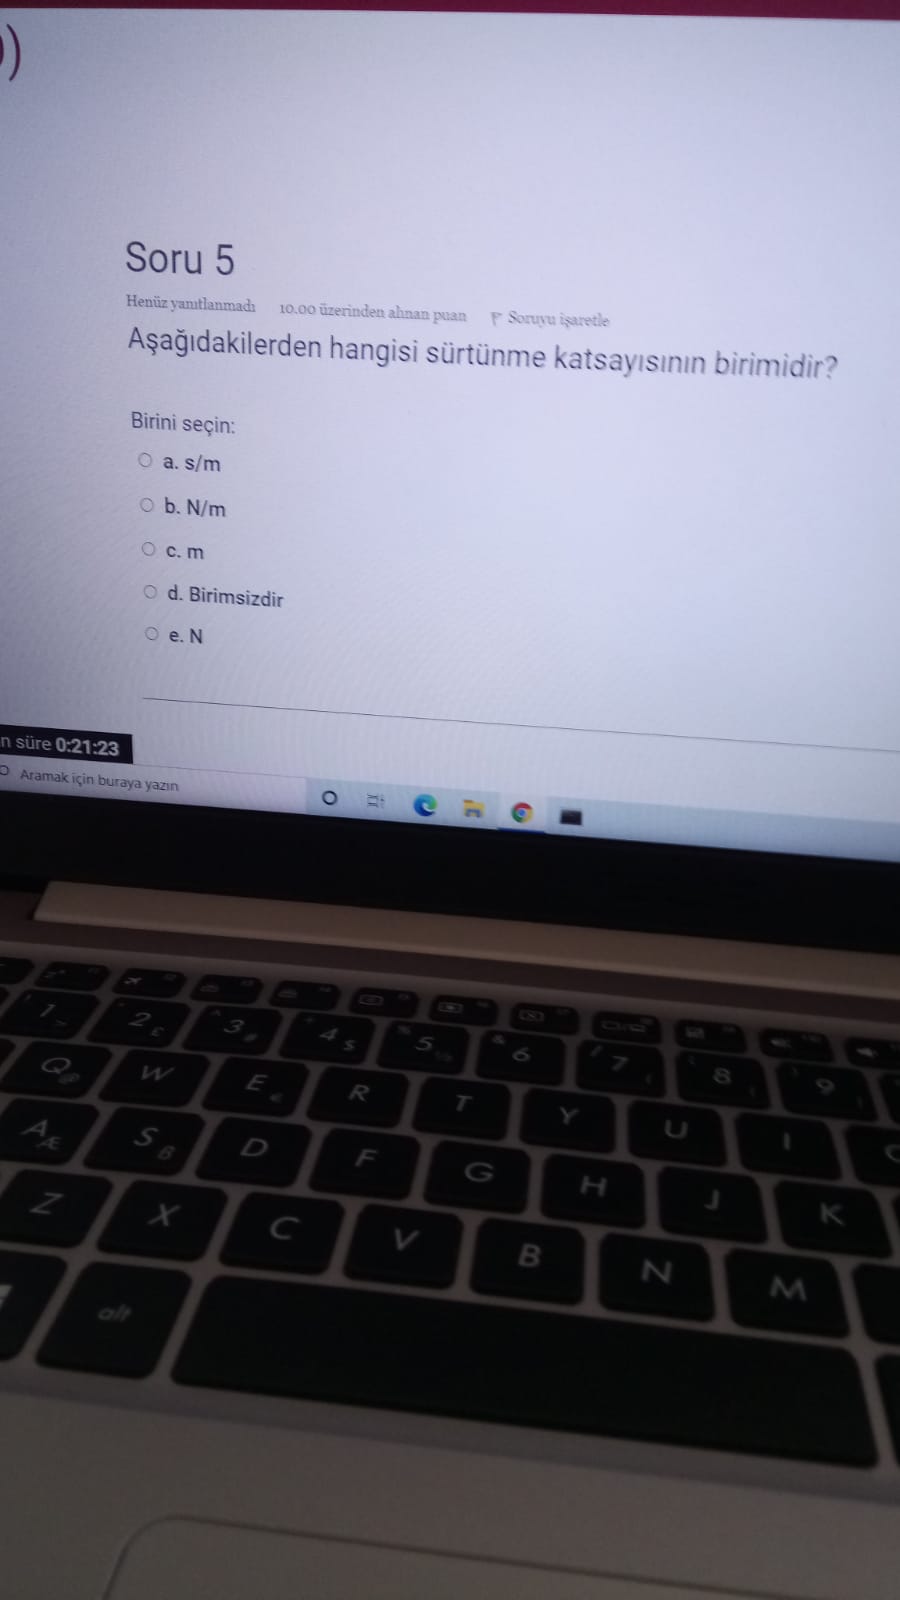 )
Soru 5
Henüz yanıtlanmadı 10.00 üzerinden alınan puan Soruyu işaretle
Aşağıdakilerden hangisi sürtünme katsayısının birimidir?
Birini seçin:
a. s/m
b. N/m
c. m
d. Birimsizdir
e. N
n süre 0:21:23
Aramak için buraya yazın
1 2 £ 3 # 4 $ 5 & 6 / 7 8 9
Q @ W E € R T Y U I
A Æ S ß D F G H J K
Z X C V B N M
alt